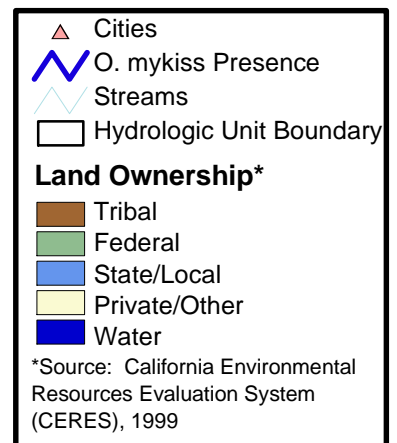 Cities
O. mykiss Presence
Streams
Hydrologic Unit Boundary
Land Ownership*
Tribal
Federal
State/Local
Private/Other
Water
*Source: California Environmental
Resources Evaluation System
(CERES), 1999